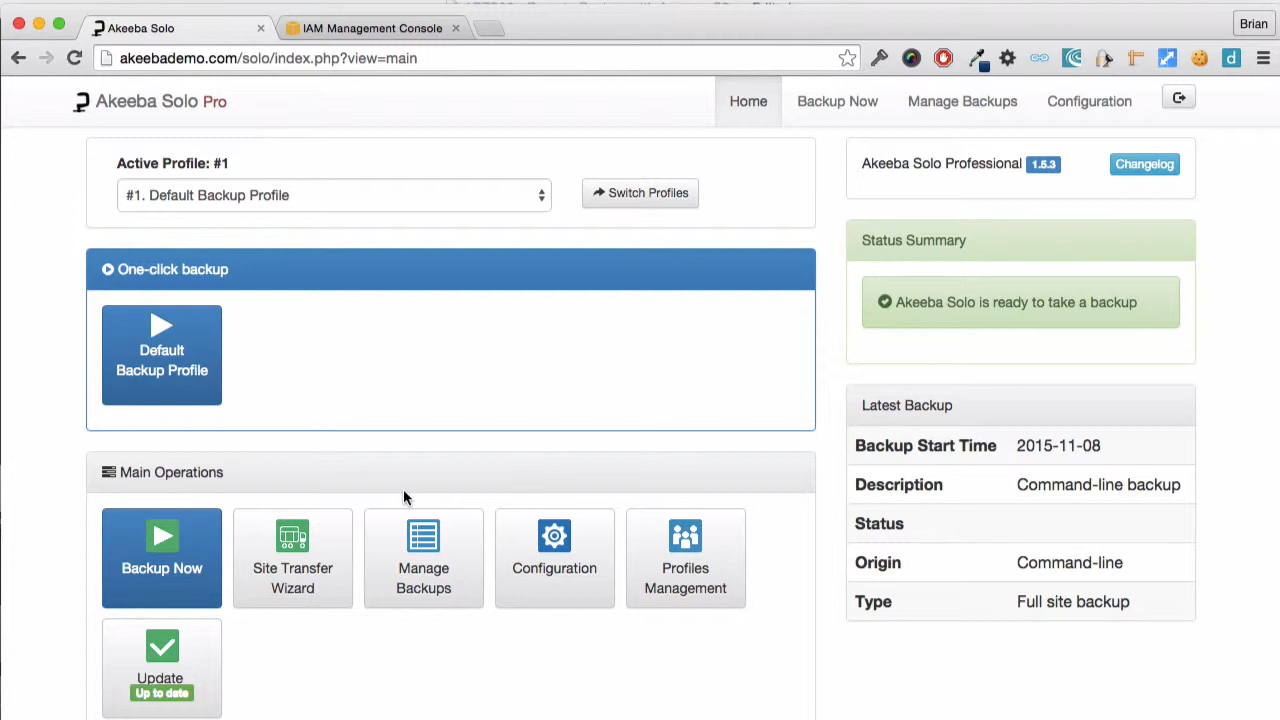 Akeeba Solo
IAM Management Console
Brian
akeebademo.com/solo/index.php?view=main
Akeeba Solo Pro
Home
Backup Now
Manage Backups
Configuration
Active Profile: #1
#1. Default Backup Profile
Switch Profiles
Akeeba Solo Professional 1.5.3
Changelog
One-click backup
Default
Backup Profile
Status Summary
Akeeba Solo is ready to take a backup
Latest Backup
Backup Start Time 2015-11-08
Description Command-line backup
Status
Origin Command-line
Type Full site backup
Main Operations
Backup Now
Site Transfer
Wizard
Manage
Backups
Configuration
Profiles
Management
Update
Up to date